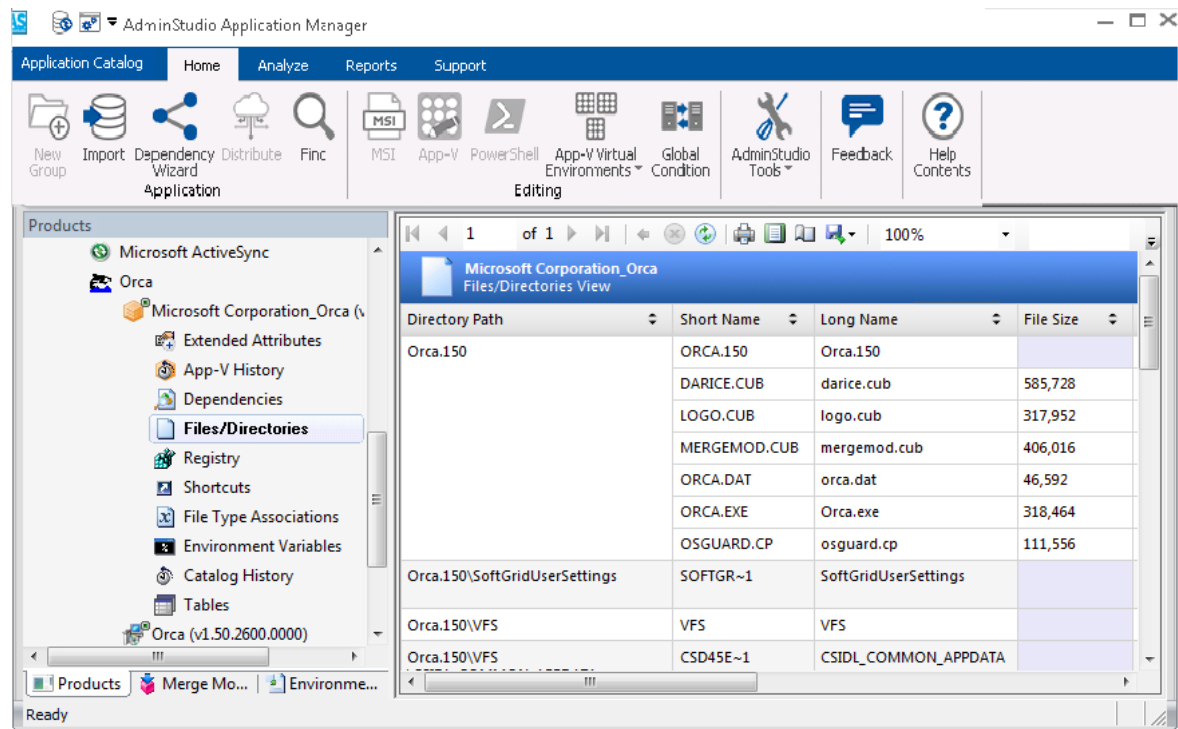 AS AdminStudio Application Manager
Application Catalog Home Analyze Reports Support
New Group Import Dependency Wizard Distribute Finc
Application
MSI MSI App-V PowerShell App-V Virtual Environments Global Condition
Editing
AdminStudio Tools Feedback Help Contents
Products
Microsoft ActiveSync
Orca
Microsoft Corporation_Orca (v
Extended Attributes
App-V History
Dependencies
Files/Directories
Registry
Shortcuts
File Type Associations
Environment Variables
Catalog History
Tables
Orca (v1.50.2600.0000)
Products Merge Mo... Environme...
Ready
1 of 1 100%
Microsoft Corporation_Orca
Files/Directories View
Directory Path Short Name Long Name File Size
Orca.150 ORCA.150 Orca.150
DARICE.CUB darice.cub 585,728
LOGO.CUB logo.cub 317,952
MERGEMOD.CUB mergemod.cub 406,016
ORCA.DAT orca.dat 46,592
ORCA.EXE Orca.exe 318,464
OSGUARD.CP osguard.cp 111,556
Orca.150\SoftGridUserSettings SOFTGR~1 SoftGridUserSettings
Orca.150\VFS VFS VFS
Orca.150\VFS CSD45E~1 CSIDL_COMMON_APPDATA